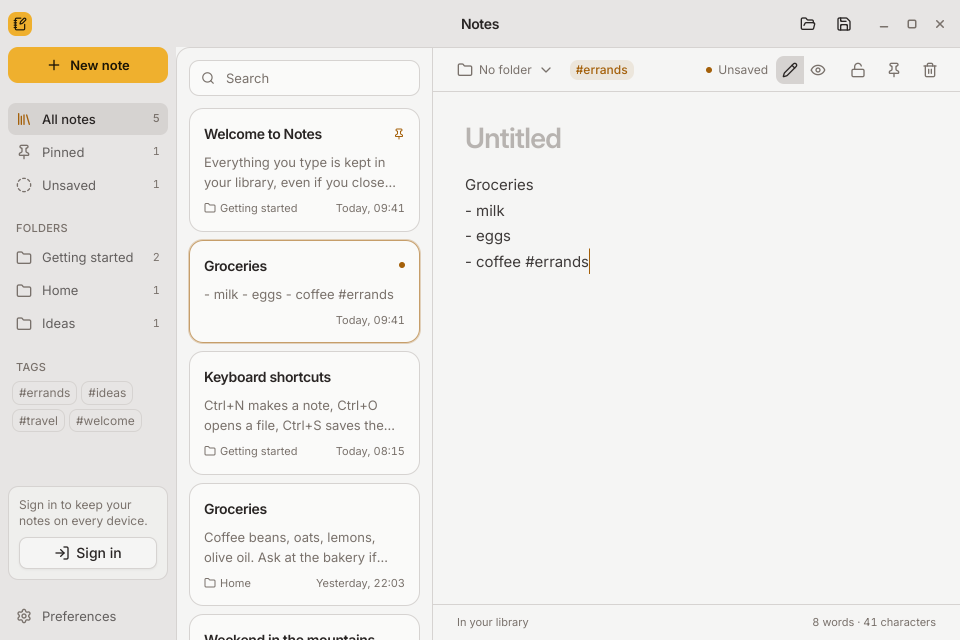 Notes
New note
All notes 5
Pinned 1
Unsaved 1
FOLDERS
Getting started 2
Home 1
Ideas 1
TAGS
#errands #ideas
#travel #welcome
Sign in to keep your
notes on every device.
Sign in
Preferences
Search
Welcome to Notes
Everything you type is kept in
your library, even if you close...
Getting started Today, 09:41
Groceries
- milk - eggs - coffee #errands
Today, 09:41
Keyboard shortcuts
Ctrl+N makes a note, Ctrl+O
opens a file, Ctrl+S saves the...
Getting started Today, 08:15
Groceries
Coffee beans, oats, lemons,
olive oil. Ask at the bakery if...
Home Yesterday, 22:03
Weekend in the mountains
No folder #errands Unsaved
Untitled
Groceries
- milk
- eggs
- coffee #errands
In your library 8 words · 41 characters